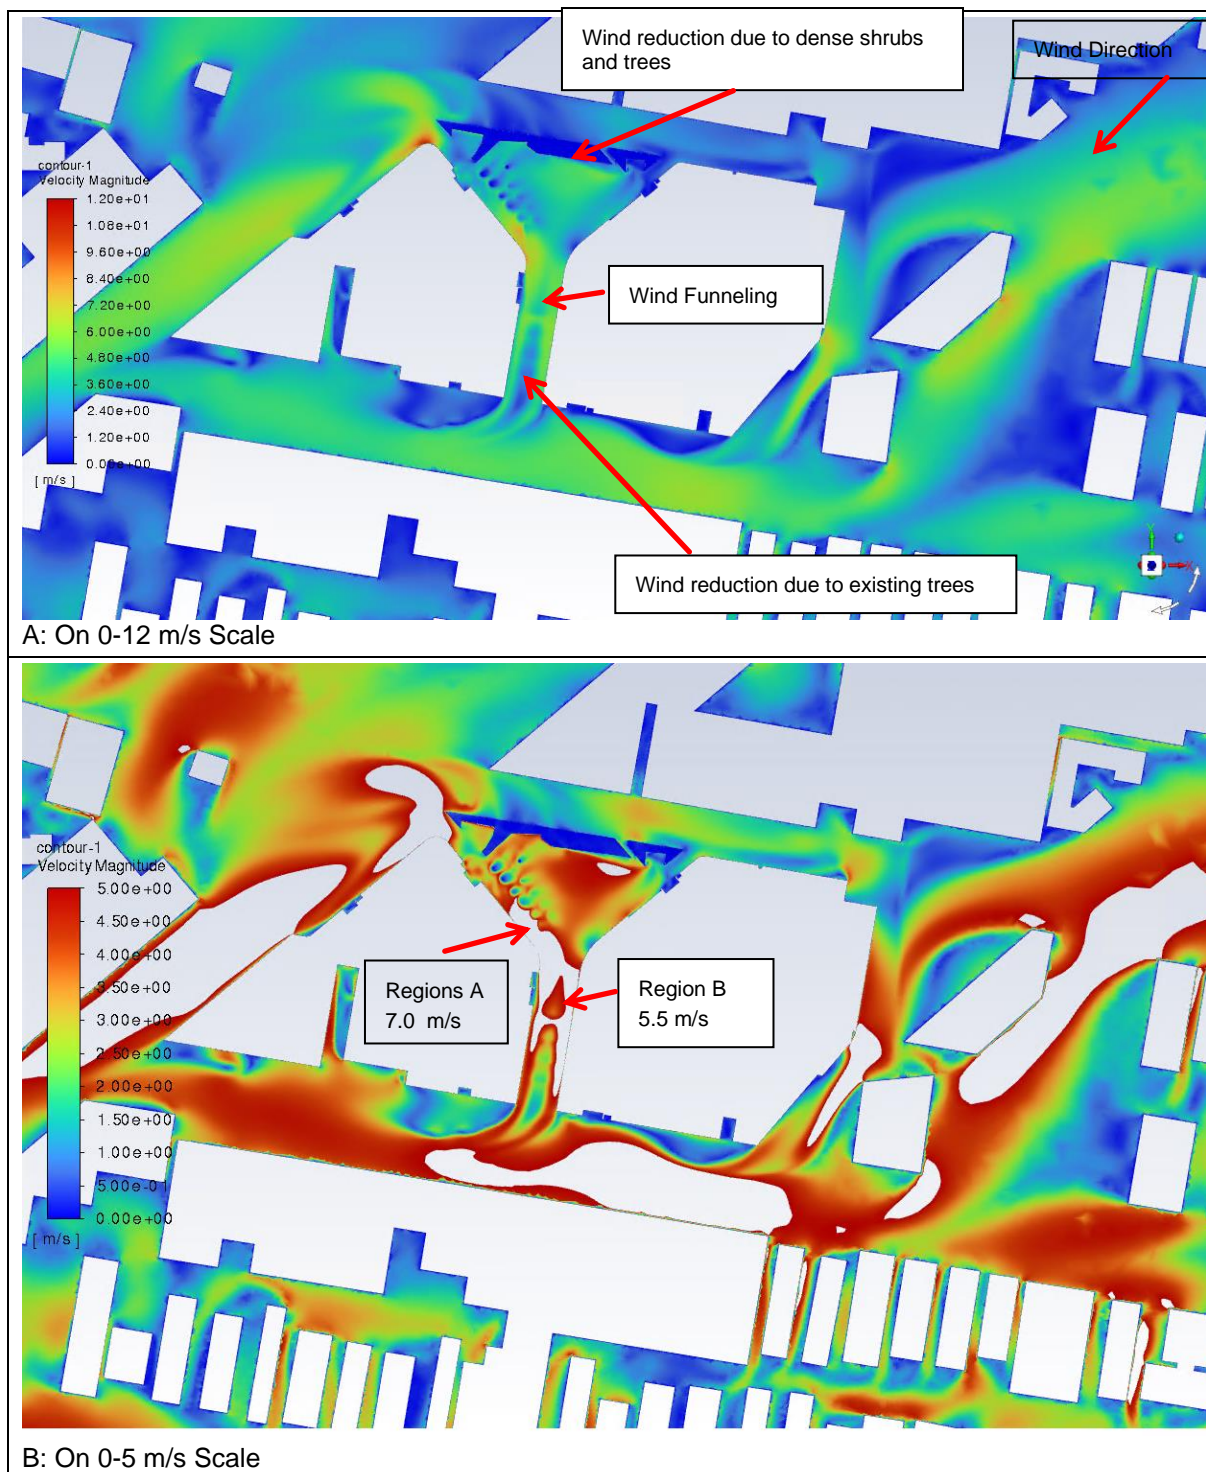 Wind reduction due to dense shrubs
and trees
Wind Direction
contour-1
Velocity Magnitude
1.20e+01
1.08e+01
9.60e+00
8.40e+00
7.20e+00
6.00e+00
4.80e+00
3.60e+00
2.40e+00
1.20e+00
0.00e+00
[ m/s ]
Wind Funneling
Wind reduction due to existing trees
A: On 0-12 m/s Scale
contour-1
Velocity Magnitude
5.00e+00
4.50e+00
4.00e+00
3.50e+00
3.00e+00
2.50e+00
2.00e+00
1.50e+00
1.00e+00
5.00e-01
0.00e+00
[ m/s ]
Regions A
7.0 m/s
Region B
5.5 m/s
B: On 0-5 m/s Scale